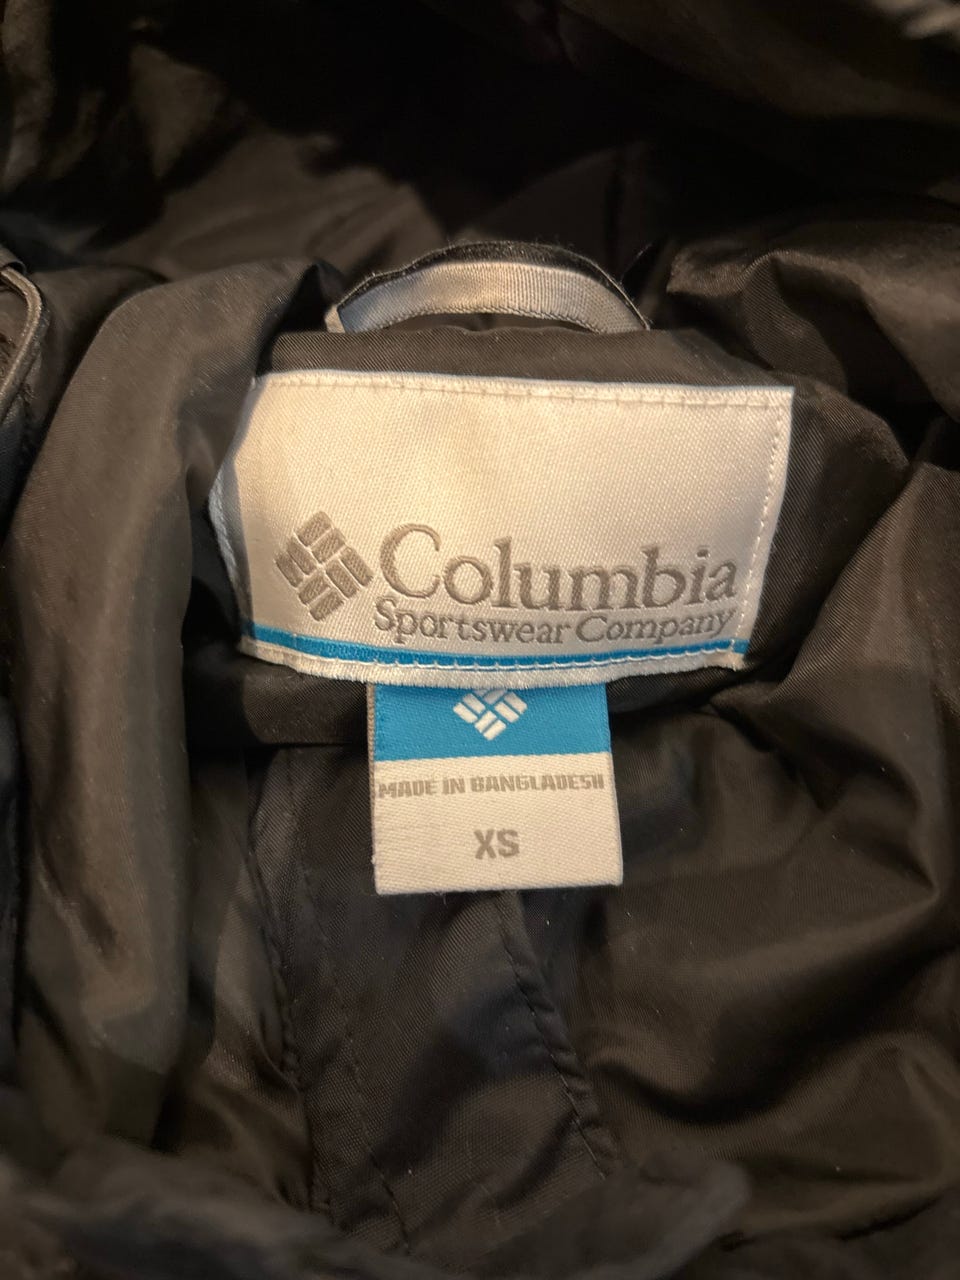 Columbia
Sportswear Company
MADE IN BANGLADESH
XS